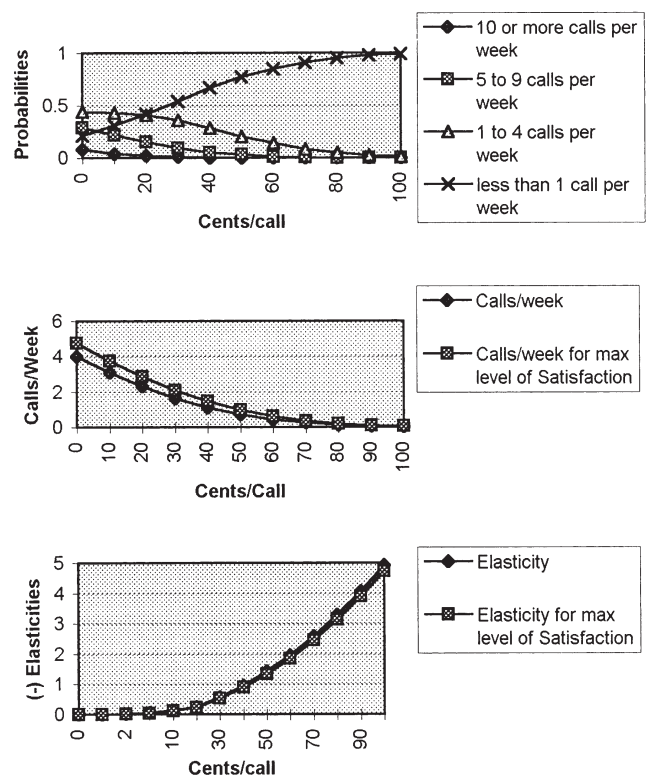 10 or more calls per
week
5 to 9 calls per
week
1 to 4 calls per
week
less than 1 call per
week
Probabilities
1
0.5
0
0 20 40 60 80 100
Cents/call
Calls/week
Calls/week for max
level of Satisfaction
Calls/Week
6
4
2
0
0 10 20 30 40 50 60 70 80 90 100
Cents/Call
Elasticity
Elasticity for max
level of Satisfaction
(-) Elasticities
5
4
3
2
1
0
0 2 10 30 50 70 90
Cents/call